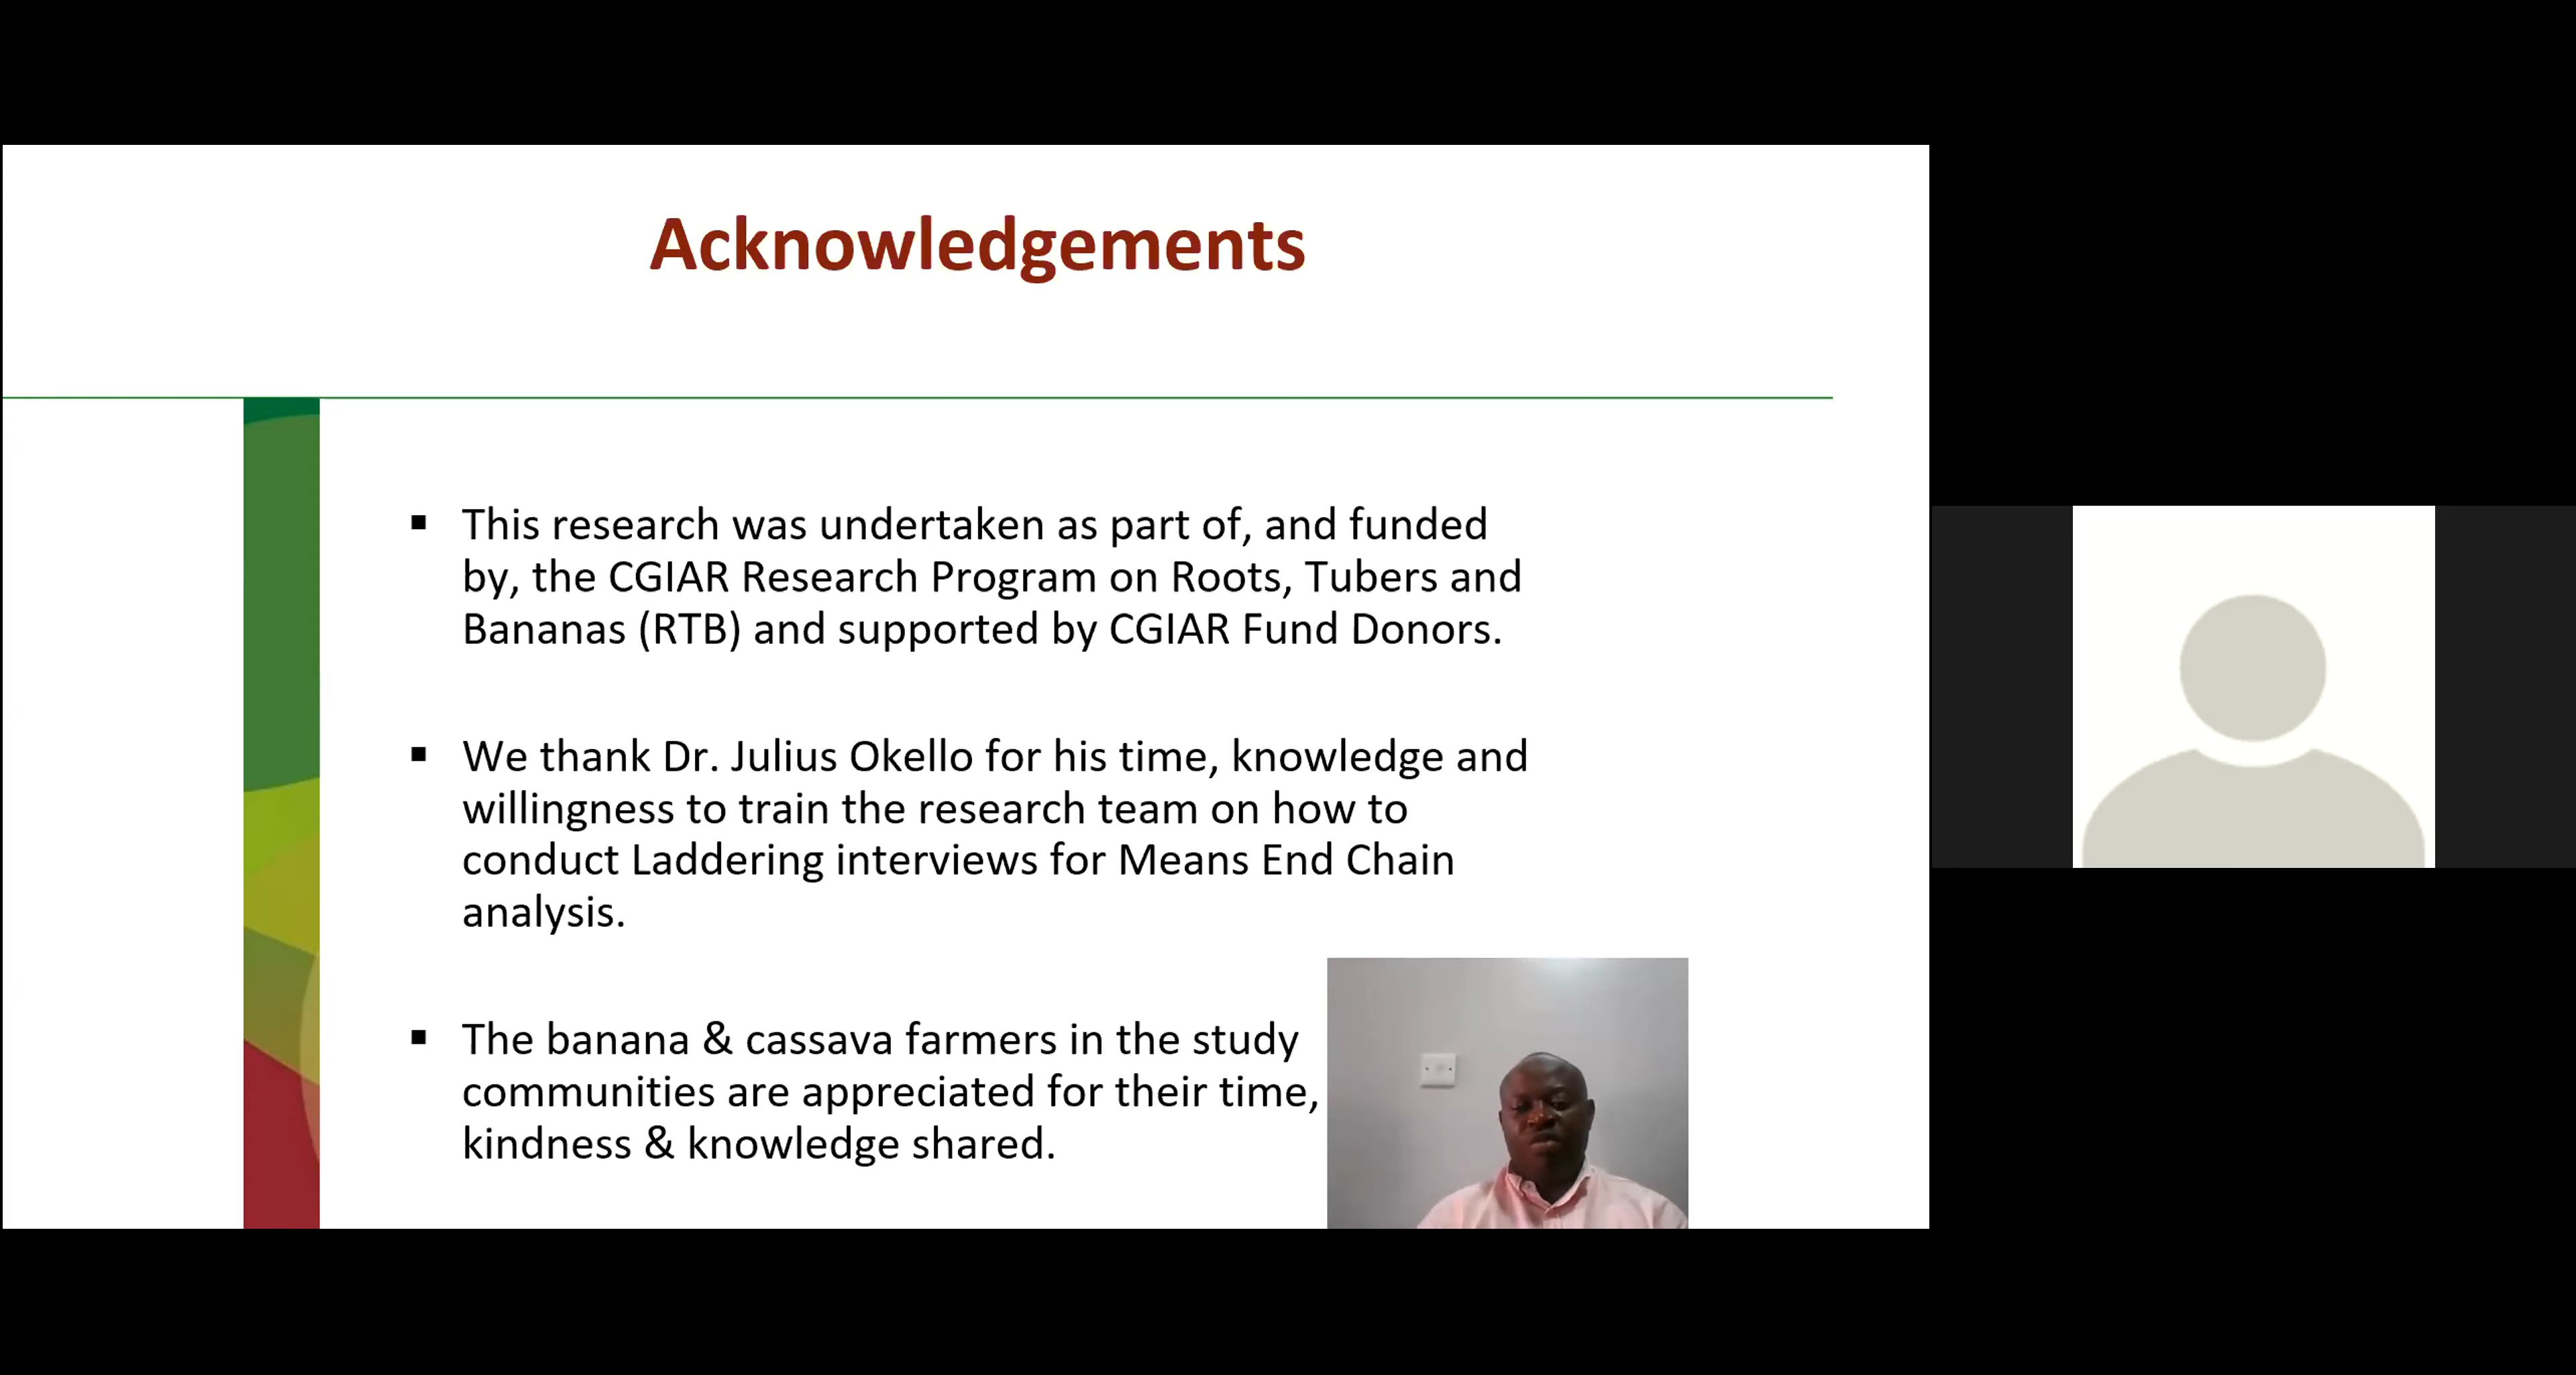 Acknowledgements
▪ This research was undertaken as part of, and funded
by, the CGIAR Research Program on Roots, Tubers and
Bananas (RTB) and supported by CGIAR Fund Donors.
▪ We thank Dr. Julius Okello for his time, knowledge and
willingness to train the research team on how to
conduct Laddering interviews for Means End Chain
analysis.
▪ The banana & cassava farmers in the study
communities are appreciated for their time,
kindness & knowledge shared.